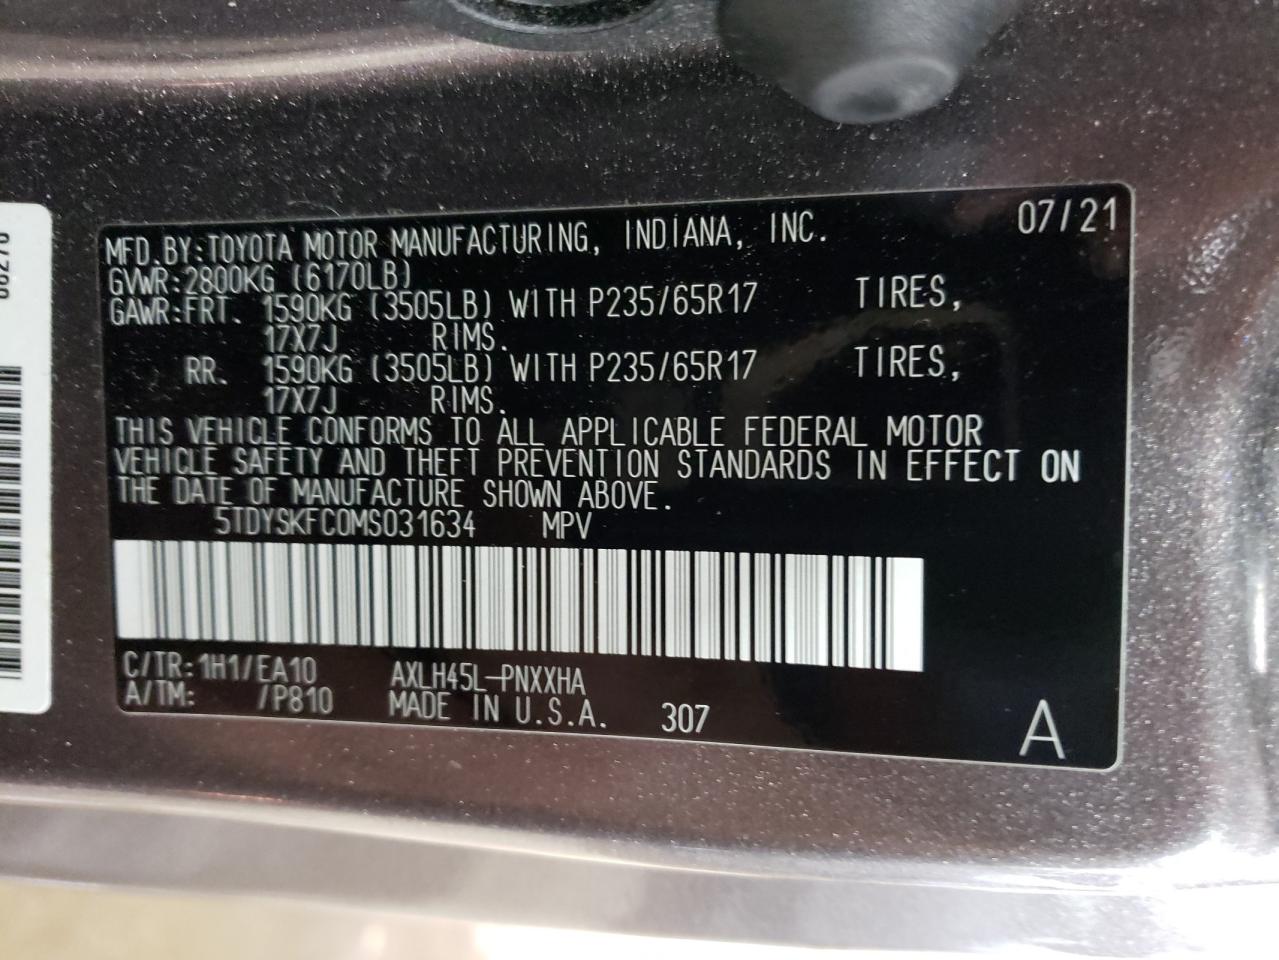 MFD.BY:TOYOTA MOTOR MANUFACTURING, INDIANA, INC. 07/21
GVWR:2800KG (6170LB)
GAWR:FRT. 1590KG (3505LB) WITH P235/65R17 TIRES,
17X7J RIMS.
RR. 1590KG (3505LB) WITH P235/65R17 TIRES,
17X7J RIMS.
THIS VEHICLE CONFORMS TO ALL APPLICABLE FEDERAL MOTOR
VEHICLE SAFETY AND THEFT PREVENTION STANDARDS IN EFFECT ON
THE DATE OF MANUFACTURE SHOWN ABOVE.
5TDYSKFC0MS031634 MPV
C/TR:1H1/EA10 AXLH45L-PNXXHA
A/TM: /P810 MADE IN U.S.A. 307 A